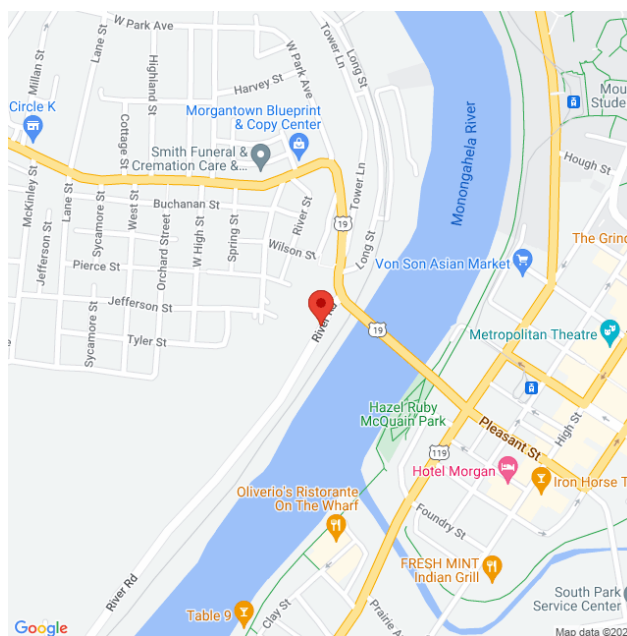 W Park Ave
Lane St
Millan St
Highland St
W Park Ave
Tower Ln
Long St
Harvey St
Circle K
Morgantown Blueprint
& Copy Center
Cottage St
Smith Funeral &
Cremation Care &...
Mou
Stude
Hough St
Monongahela River
McKinley St
Jefferson St
Lane St
Sycamore St
West St
Buchanan St
Orchard Street
W High St
Spring St
River St
Wilson St
19
Tower Ln
Long St
The Grind
Von Son Asian Market
Pierce St
Jefferson St
River Rd
19
Metropolitan Theatre
Sycamore St
Tyler St
Hazel Ruby
McQuain Park
Pleasant St
High St
119
Hotel Morgan
Iron Horse T
Oliverio's Ristorante
On The Wharf
Foundry St
FRESH MINT
Indian Grill
River Rd
Table 9
Clay St
Prairie Av
South Park
Service Center
Google
Map data ©202